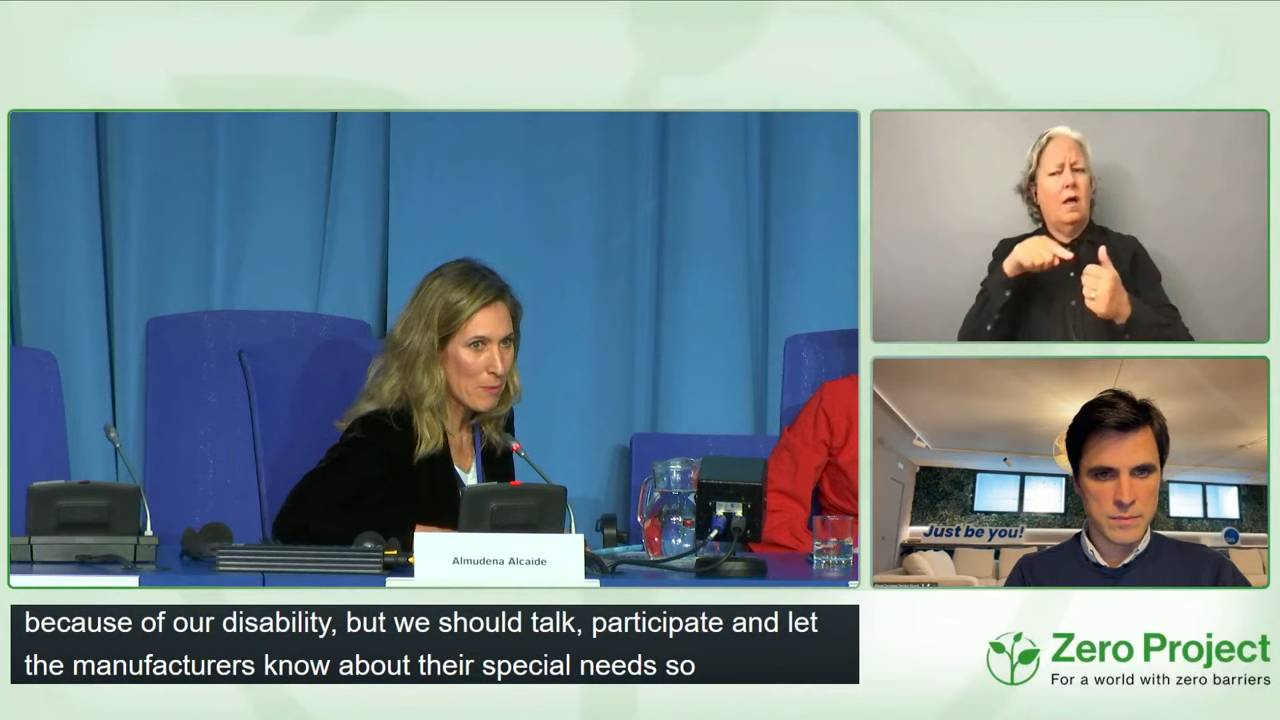 Just be you!
Almudena Alcaide
because of our disability, but we should talk, participate and let
the manufacturers know about their special needs so
Zero Project
For a world with zero barriers